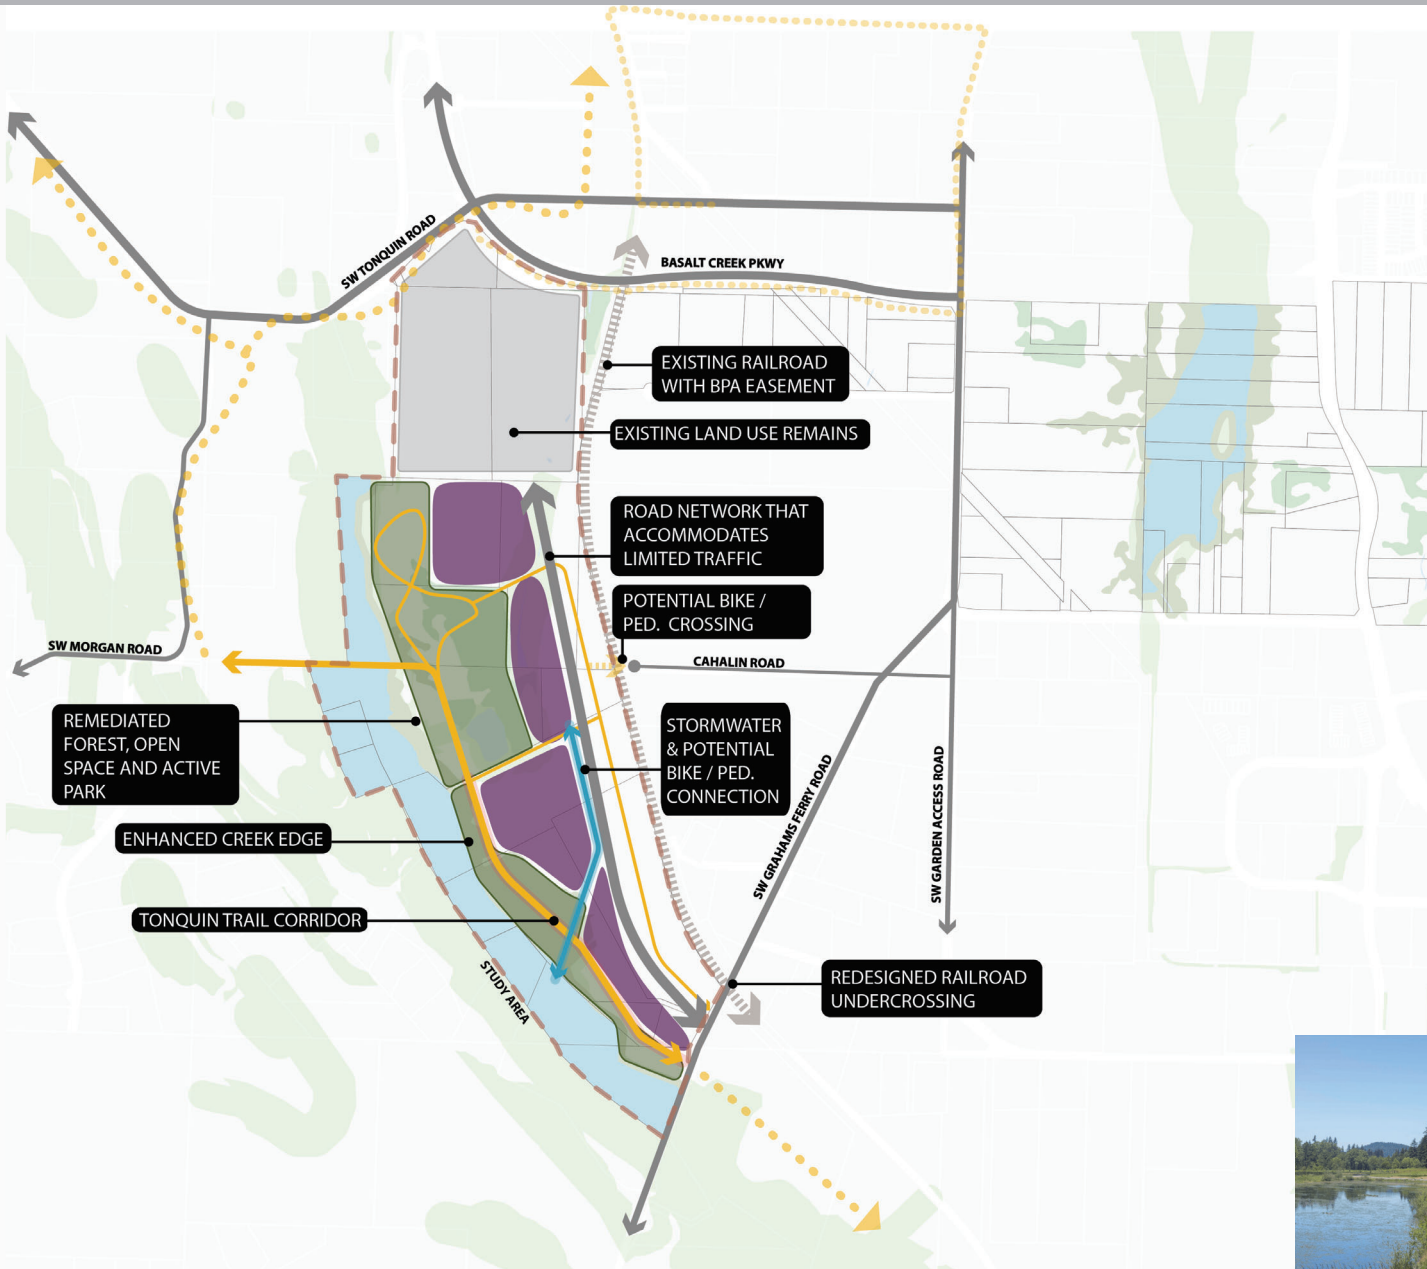 SW TONQUIN ROAD
BASALT CREEK PKWY
EXISTING RAILROAD
WITH BPA EASEMENT
EXISTING LAND USE REMAINS
ROAD NETWORK THAT
ACCOMMODATES
LIMITED TRAFFIC
POTENTIAL BIKE /
PED. CROSSING
SW MORGAN ROAD
CAHALIN ROAD
REMEDIATED
FOREST, OPEN
SPACE AND ACTIVE
PARK
STORMWATER
& POTENTIAL
BIKE / PED.
CONNECTION
SW GRAHAMS FERRY ROAD
SW GARDEN ACCESS ROAD
ENHANCED CREEK EDGE
TONQUIN TRAIL CORRIDOR
STUDY AREA
REDESIGNED RAILROAD
UNDERCROSSING